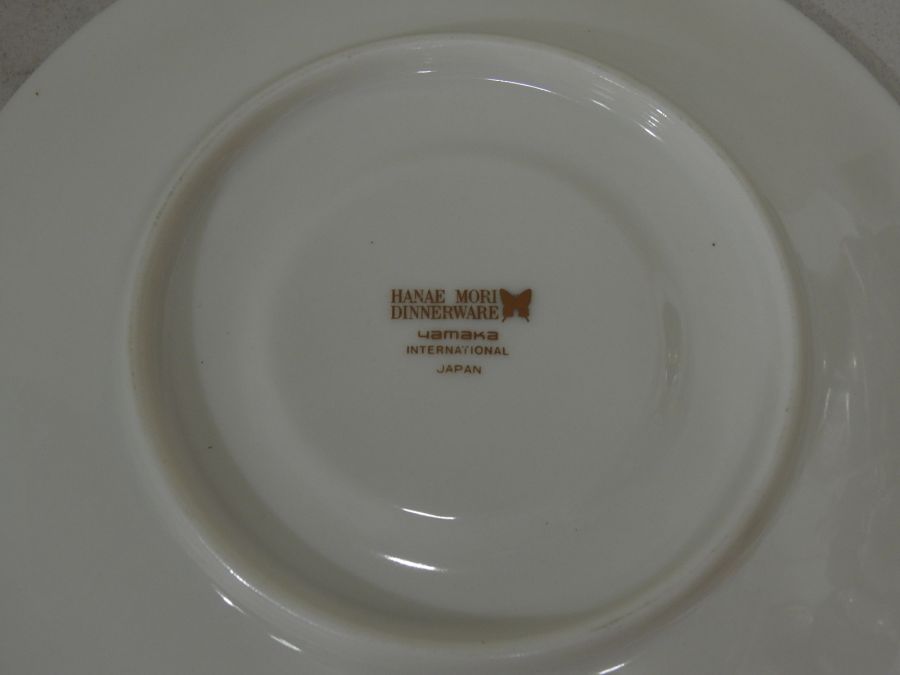 HANAE MORI
DINNERWARE
yamaka
INTERNATIONAL
JAPAN